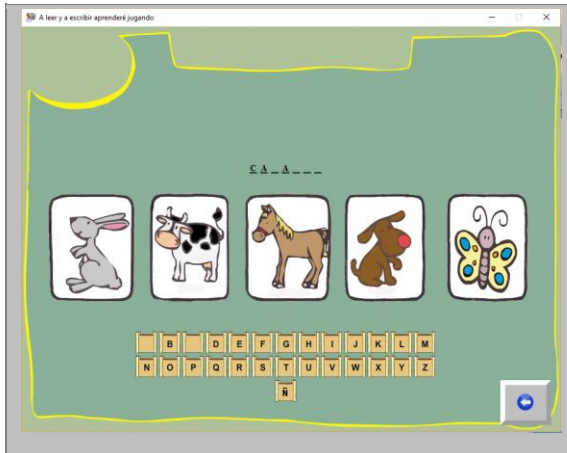 A leer y a escribir aprenderé jugando
C A _ A _ _ _
B D E F G H I J K L M
N O P Q R S T U V W X Y Z
Ñ